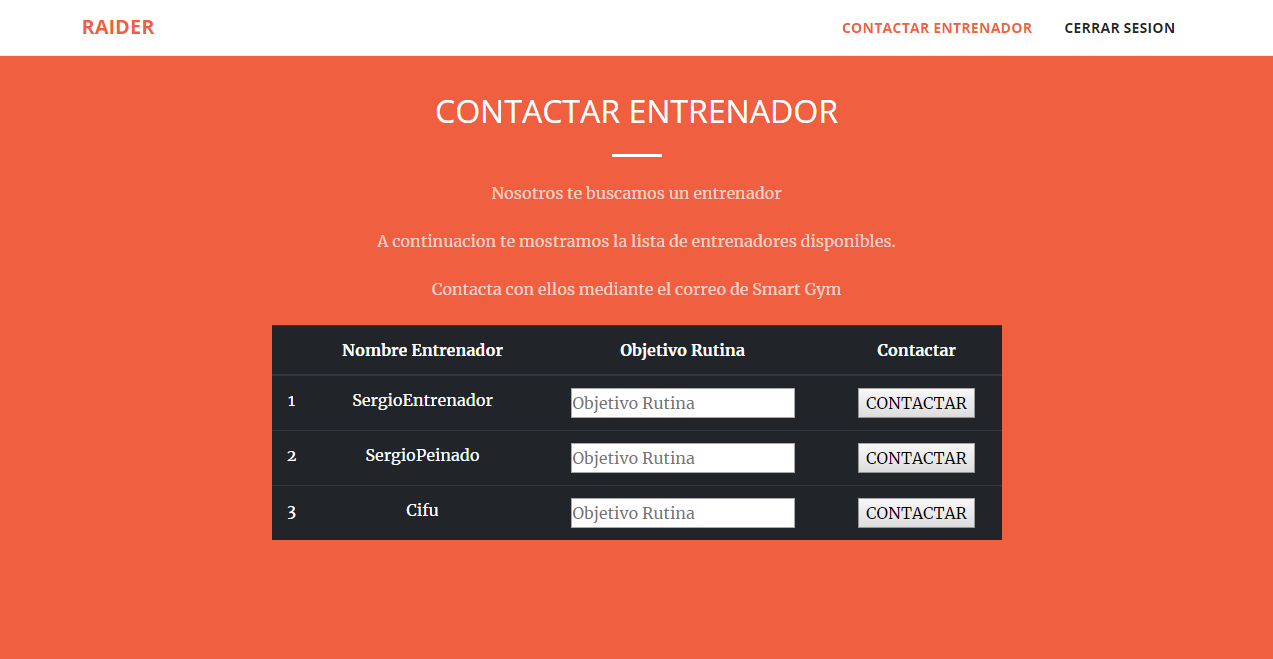 RAIDER CONTACTAR ENTRENADOR CERRAR SESION
CONTACTAR ENTRENADOR
Nosotros te buscamos un entrenador
A continuacion te mostramos la lista de entrenadores disponibles.
Contacta con ellos mediante el correo de Smart Gym
Nombre Entrenador Objetivo Rutina Contactar
1 SergioEntrenador Objetivo Rutina CONTACTAR
2 SergioPeinado Objetivo Rutina CONTACTAR
3 Cifu Objetivo Rutina CONTACTAR